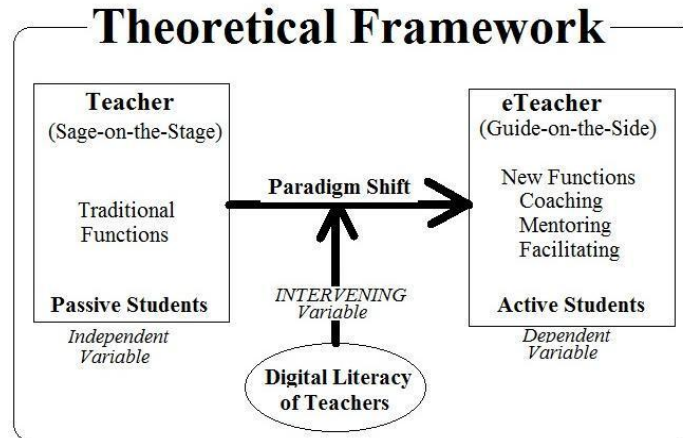 Theoretical Framework
Teacher
(Sage-on-the-Stage)
Traditional
Functions
Passive Students
Independent
Variable
Paradigm Shift
INTERVENING
Variable
Digital Literacy
of Teachers
eTeacher
(Guide-on-the-Side)
New Functions
Coaching
Mentoring
Facilitating
Active Students
Dependent
Variable